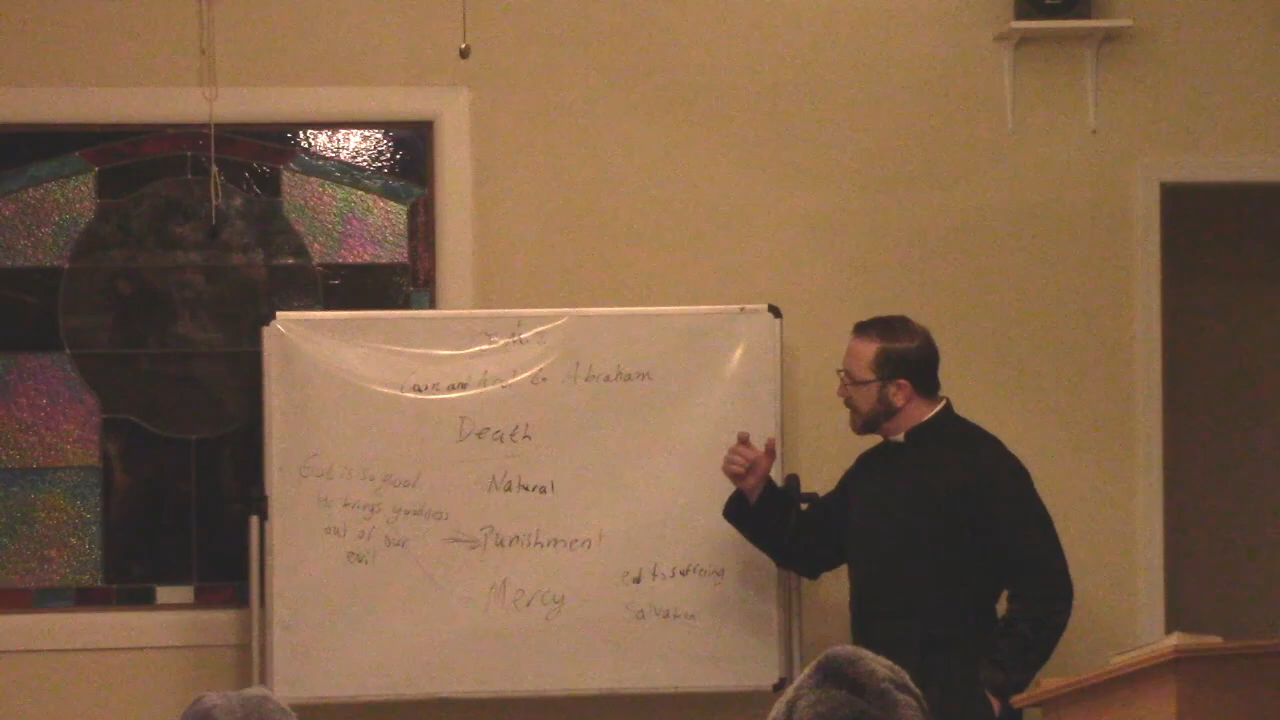 Cain and Abel to Abraham
Death
God is so good
He brings goodness
out of our
evil
Natural
Punishment
Mercy
end to suffering
Salvation